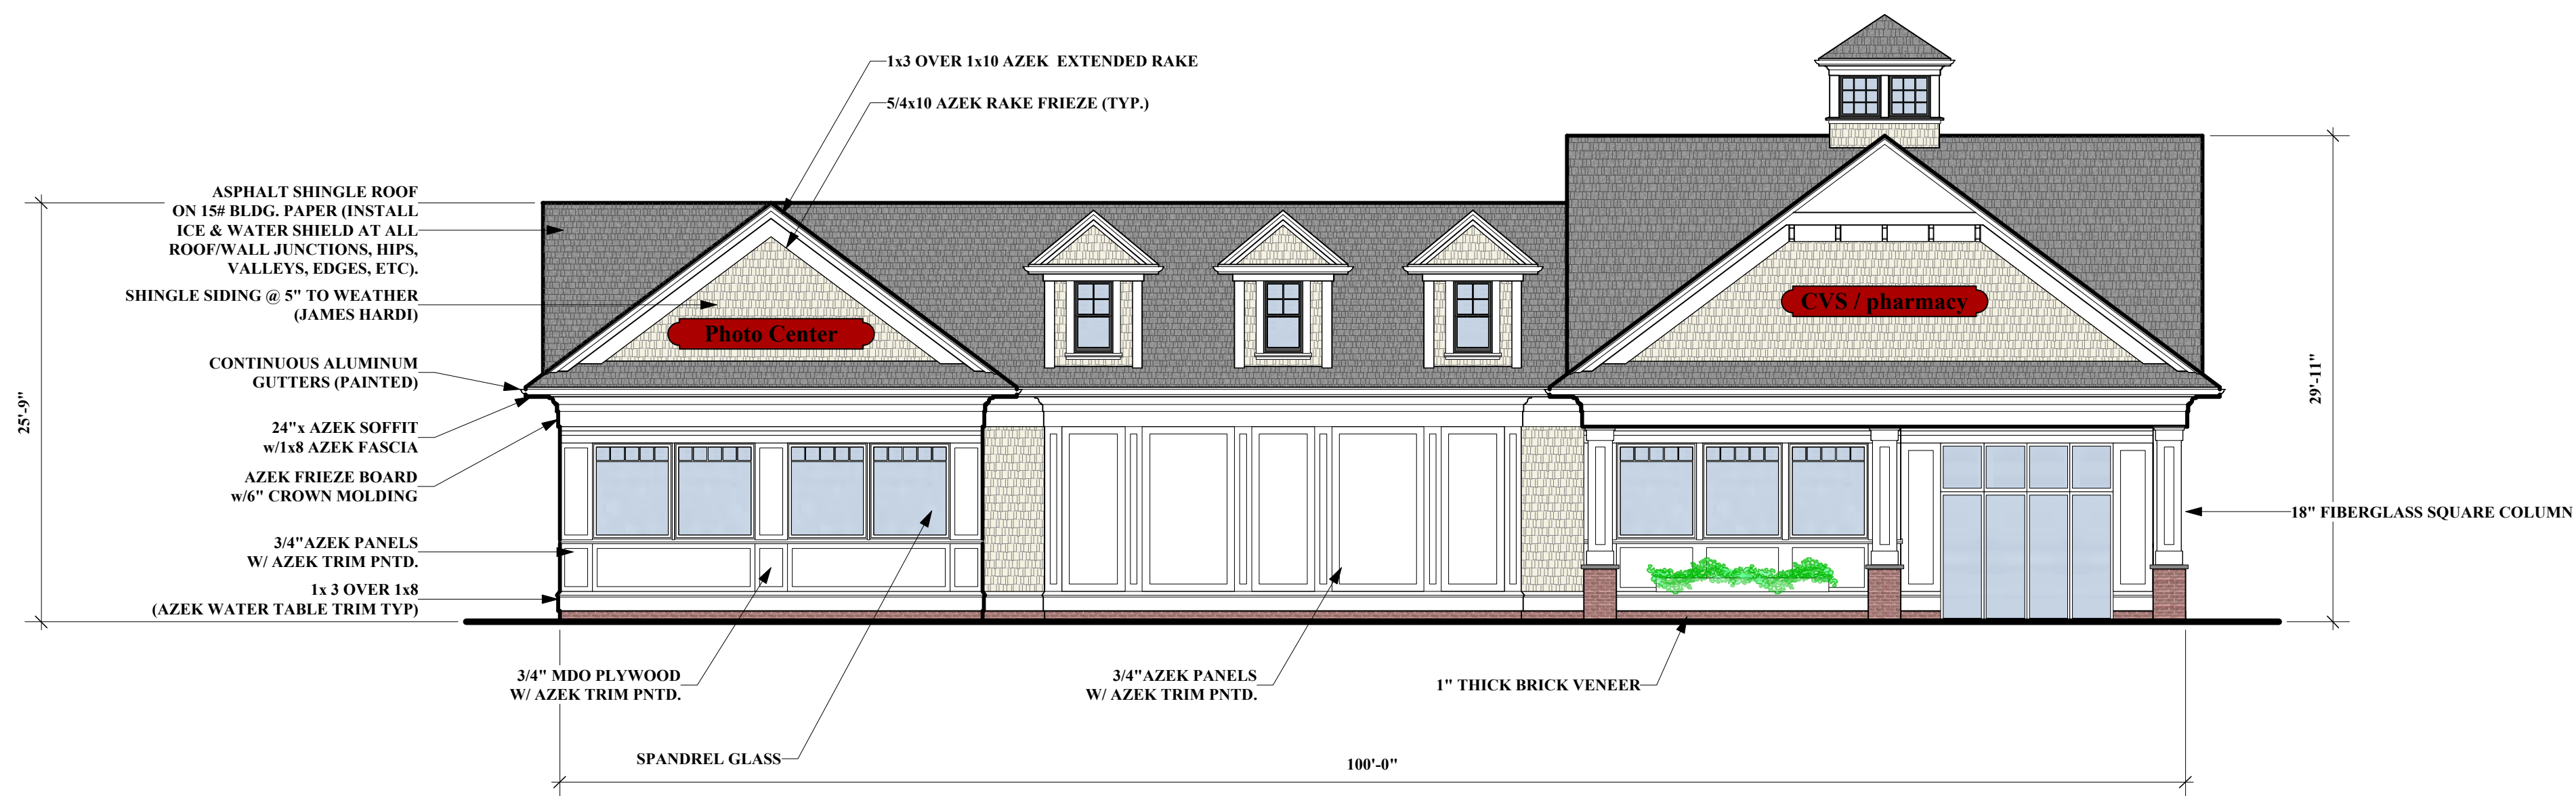 1x3 OVER 1x10 AZEK EXTENDED RAKE
5/4x10 AZEK RAKE FRIEZE (TYP.)
ASPHALT SHINGLE ROOF
ON 15# BLDG. PAPER (INSTALL
ICE & WATER SHIELD AT ALL
ROOF/WALL JUNCTIONS, HIPS,
VALLEYS, EDGES, ETC).
SHINGLE SIDING @ 5" TO WEATHER
(JAMES HARDI)
CONTINUOUS ALUMINUM
GUTTERS (PAINTED)
24"x AZEK SOFFIT
w/1x8 AZEK FASCIA
AZEK FRIEZE BOARD
w/6" CROWN MOLDING
3/4"AZEK PANELS
W/ AZEK TRIM PNTD.
1x 3 OVER 1x8
(AZEK WATER TABLE TRIM TYP)
25'-9"
Photo Center
CVS / pharmacy
29'-11"
18" FIBERGLASS SQUARE COLUMN
3/4" MDO PLYWOOD
W/ AZEK TRIM PNTD.
3/4"AZEK PANELS
W/ AZEK TRIM PNTD.
1" THICK BRICK VENEER
SPANDREL GLASS
100'-0"